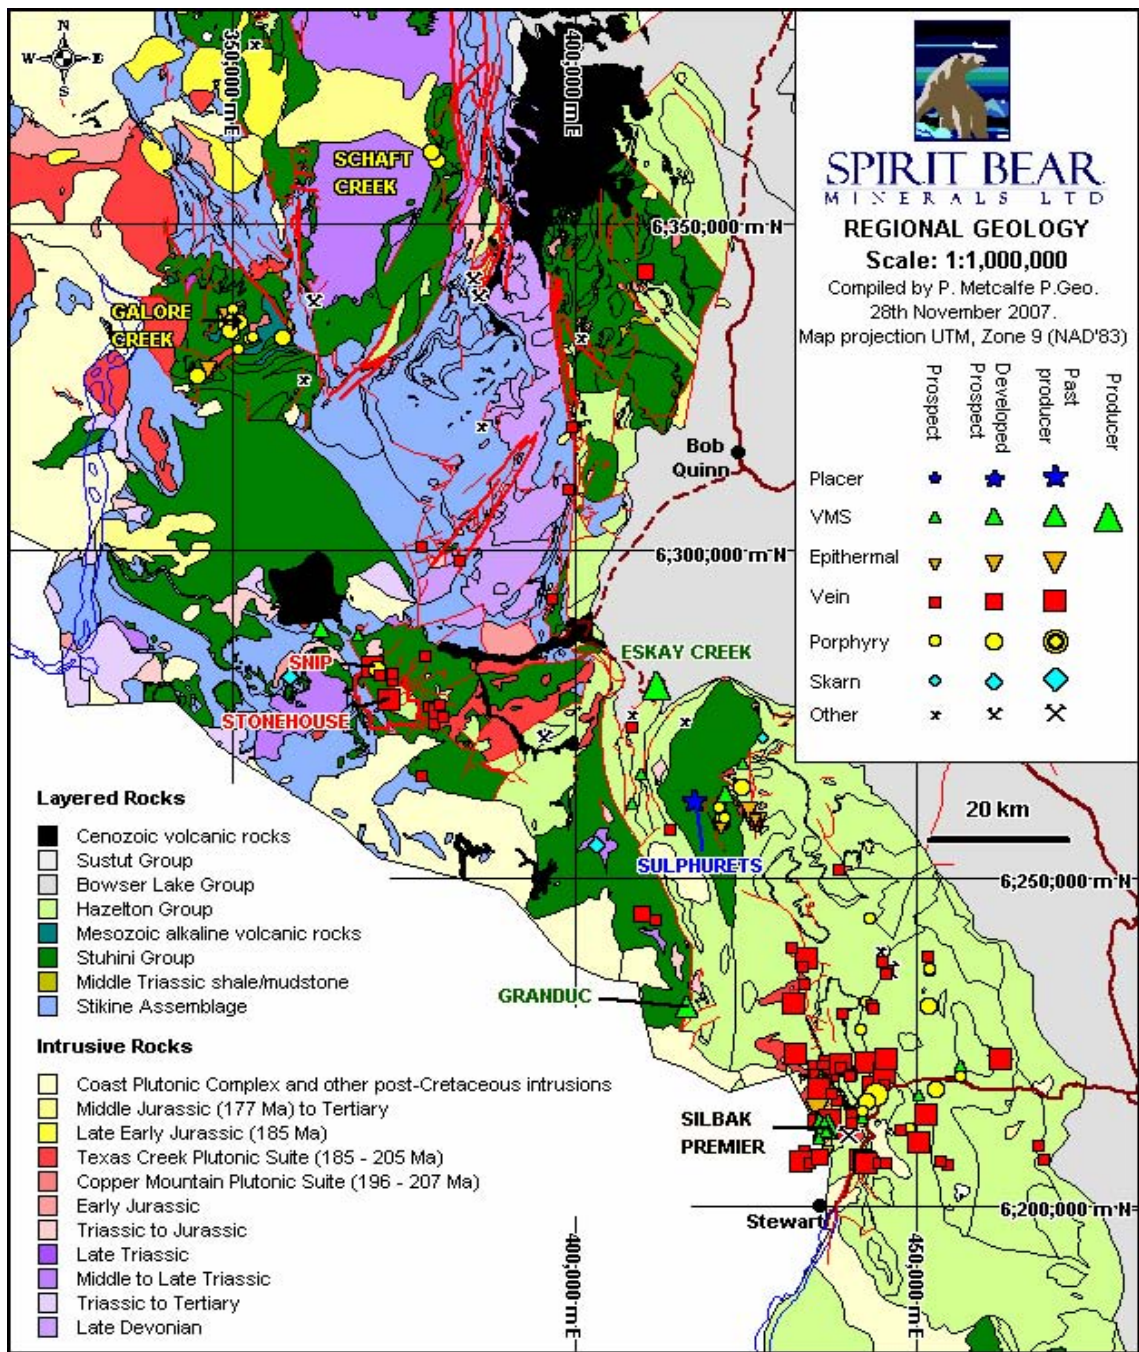 N
W E
S
350,000 m E
400,000 m E
SPIRIT BEAR
MINERALS LTD
REGIONAL GEOLOGY
Scale: 1:1,000,000
Compiled by P. Metcalfe P.Geo.
28th November 2007.
Map projection UTM, Zone 9 (NAD'83)
Prospect
Developed Prospect
Past producer
Producer
Placer
VMS
Epithermal
Vein
Porphyry
Skarn
Other
SCHAFT
CREEK
6,350,000 m N
GALORE
CREEK
Bob
Quinn
6,300,000 m N
SNIP
STONEHOUSE
ESKAY CREEK
20 km
SULPHURETS
6,250,000 m N
GRANDUC
SILBAK
PREMIER
Stewart
6,200,000 m N
400,000 m E
450,000 m E
Layered Rocks
Cenozoic volcanic rocks
Sustut Group
Bowser Lake Group
Hazelton Group
Mesozoic alkaline volcanic rocks
Stuhini Group
Middle Triassic shale/mudstone
Stikine Assemblage
Intrusive Rocks
Coast Plutonic Complex and other post-Cretaceous intrusions
Middle Jurassic (177 Ma) to Tertiary
Late Early Jurassic (185 Ma)
Texas Creek Plutonic Suite (185 - 205 Ma)
Copper Mountain Plutonic Suite (196 - 207 Ma)
Early Jurassic
Triassic to Jurassic
Late Triassic
Middle to Late Triassic
Triassic to Tertiary
Late Devonian